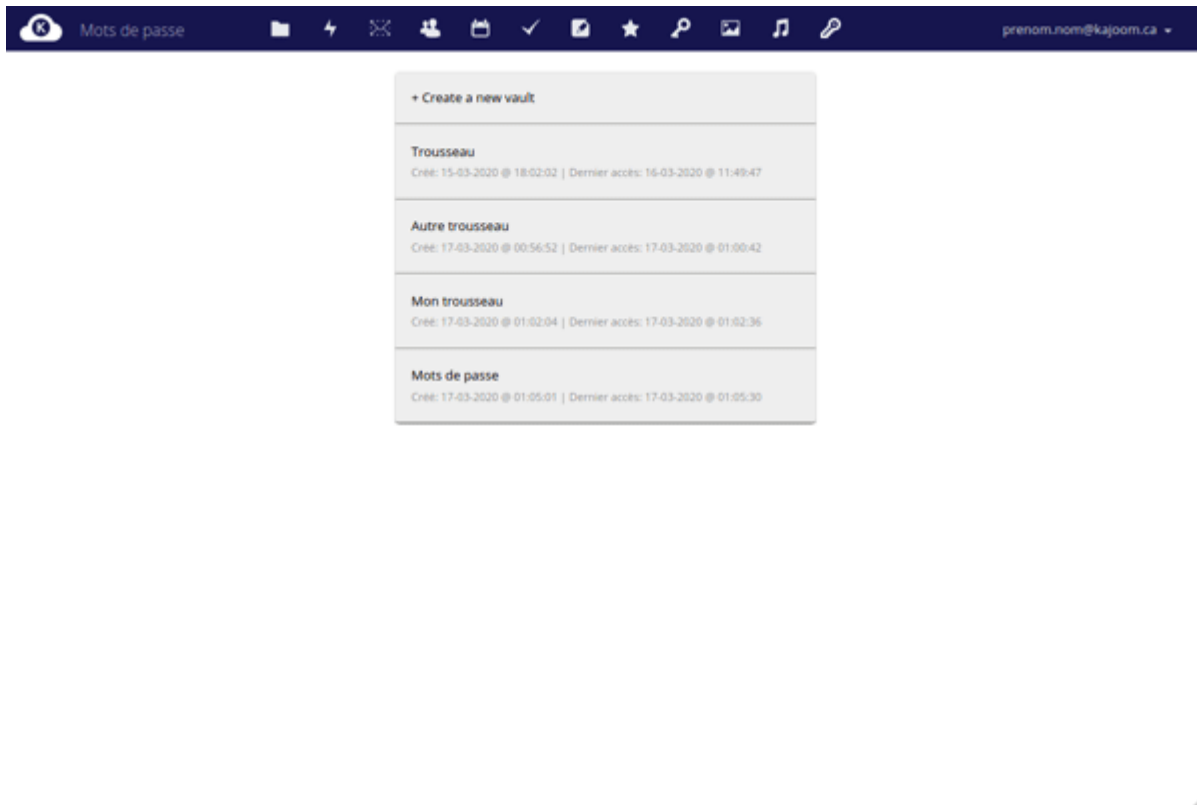 K
Mots de passe
prenom.nom@kajoom.ca
+ Create a new vault
Trousseau
Créé: 15-03-2020 @ 18:02:02 | Dernier accès: 16-03-2020 @ 11:49:47
Autre trousseau
Créé: 17-03-2020 @ 00:56:52 | Dernier accès: 17-03-2020 @ 01:00:42
Mon trousseau
Créé: 17-03-2020 @ 01:02:04 | Dernier accès: 17-03-2020 @ 01:02:36
Mots de passe
Créé: 17-03-2020 @ 01:05:01 | Dernier accès: 17-03-2020 @ 01:05:30